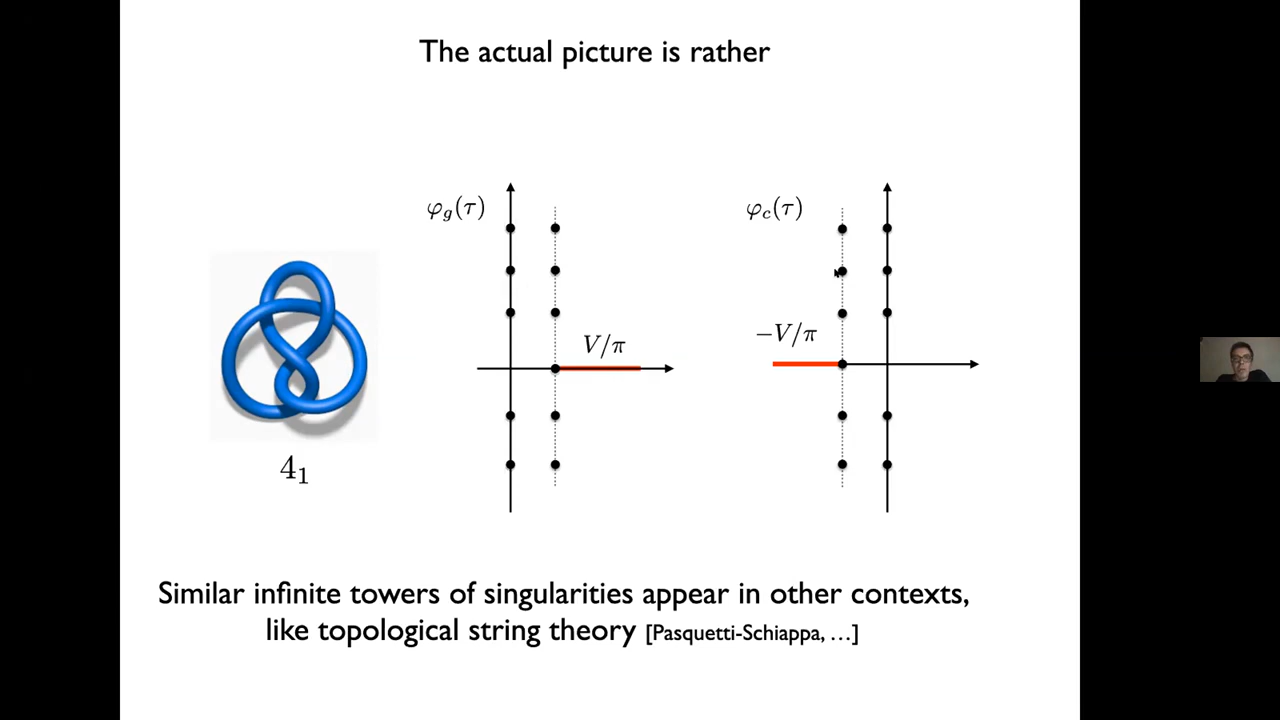 The actual picture is rather
φ_g(τ)
φ_c(τ)
V/π
−V/π
4₁
Similar infinite towers of singularities appear in other contexts,
like topological string theory [Pasquetti-Schiappa, …]